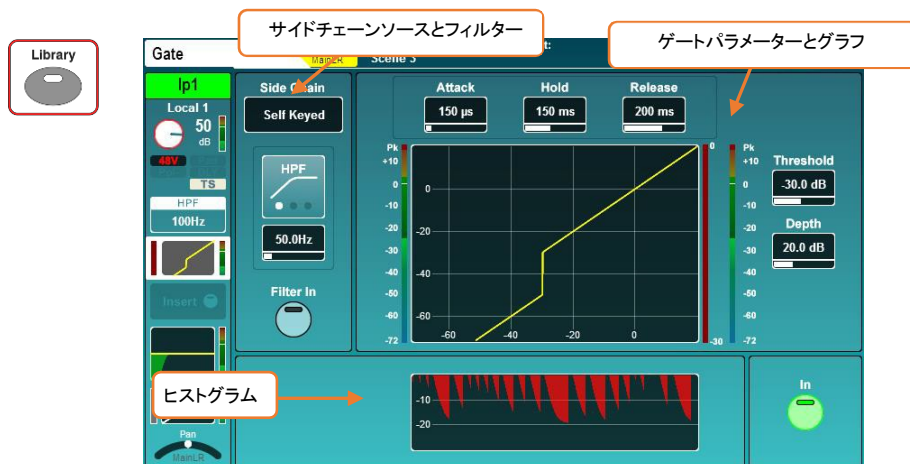 サイドチェーンソースとフィルター
ゲートパラメーターとグラフ
Library
Gate
MainLR
Scene 3
Ip1
Local 1
50
dB
48V
TS
HPF
100Hz
Insert
Pan
MainLR
Side Chain
Self Keyed
HPF
50.0Hz
Filter In
Attack
Hold
Release
150 µs
150 ms
200 ms
Pk
+10
0
-10
-20
-30
-40
-50
-60
-72
0
-20
-40
-60
-60
-40
-20
0
0
-30
Pk
+10
0
-10
-20
-30
-40
-50
-60
-72
Threshold
-30.0 dB
Depth
20.0 dB
ヒストグラム
-10
-20
In